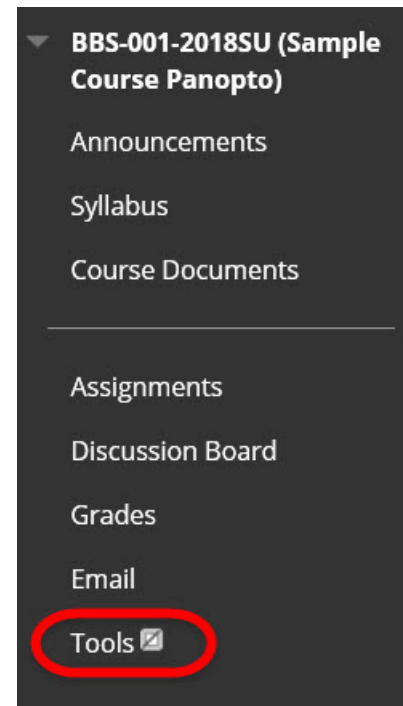 BBS-001-2018SU (Sample
Course Panopto)
Announcements
Syllabus
Course Documents
Assignments
Discussion Board
Grades
Email
Tools